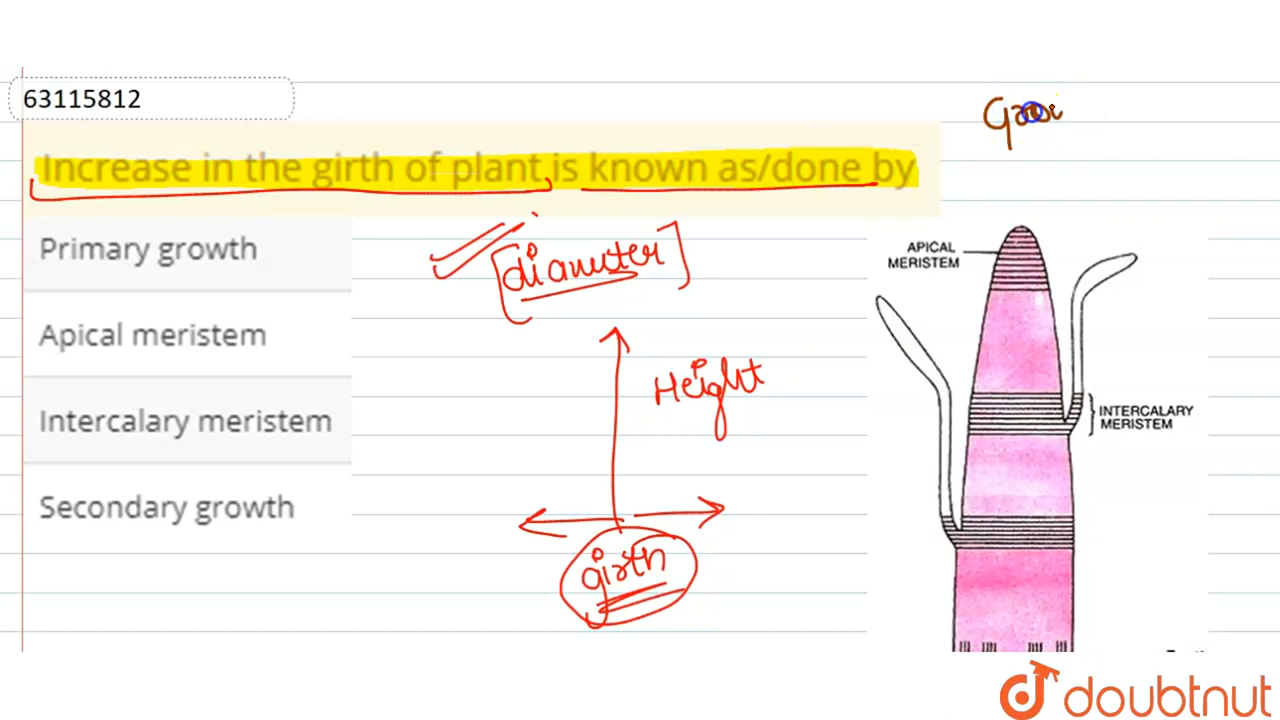 63115812
Increase in the girth of plant is known as/done by
Primary growth
Apical meristem
Intercalary meristem
Secondary growth
[diameter]
Height
girth
APICAL
MERISTEM
INTERCALARY
MERISTEM
doubtnut